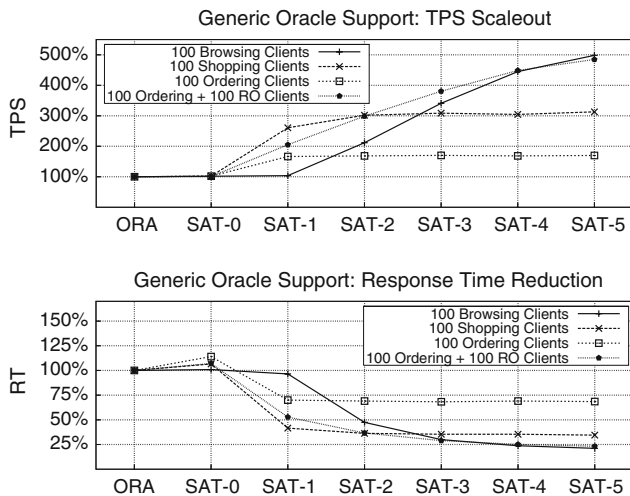 Generic Oracle Support: TPS Scaleout
500%
400%
300%
200%
100%
TPS
100 Browsing Clients
100 Shopping Clients
100 Ordering Clients
100 Ordering + 100 RO Clients
ORA SAT-0 SAT-1 SAT-2 SAT-3 SAT-4 SAT-5
Generic Oracle Support: Response Time Reduction
150%
125%
100%
75%
50%
25%
RT
100 Browsing Clients
100 Shopping Clients
100 Ordering Clients
100 Ordering + 100 RO Clients
ORA SAT-0 SAT-1 SAT-2 SAT-3 SAT-4 SAT-5